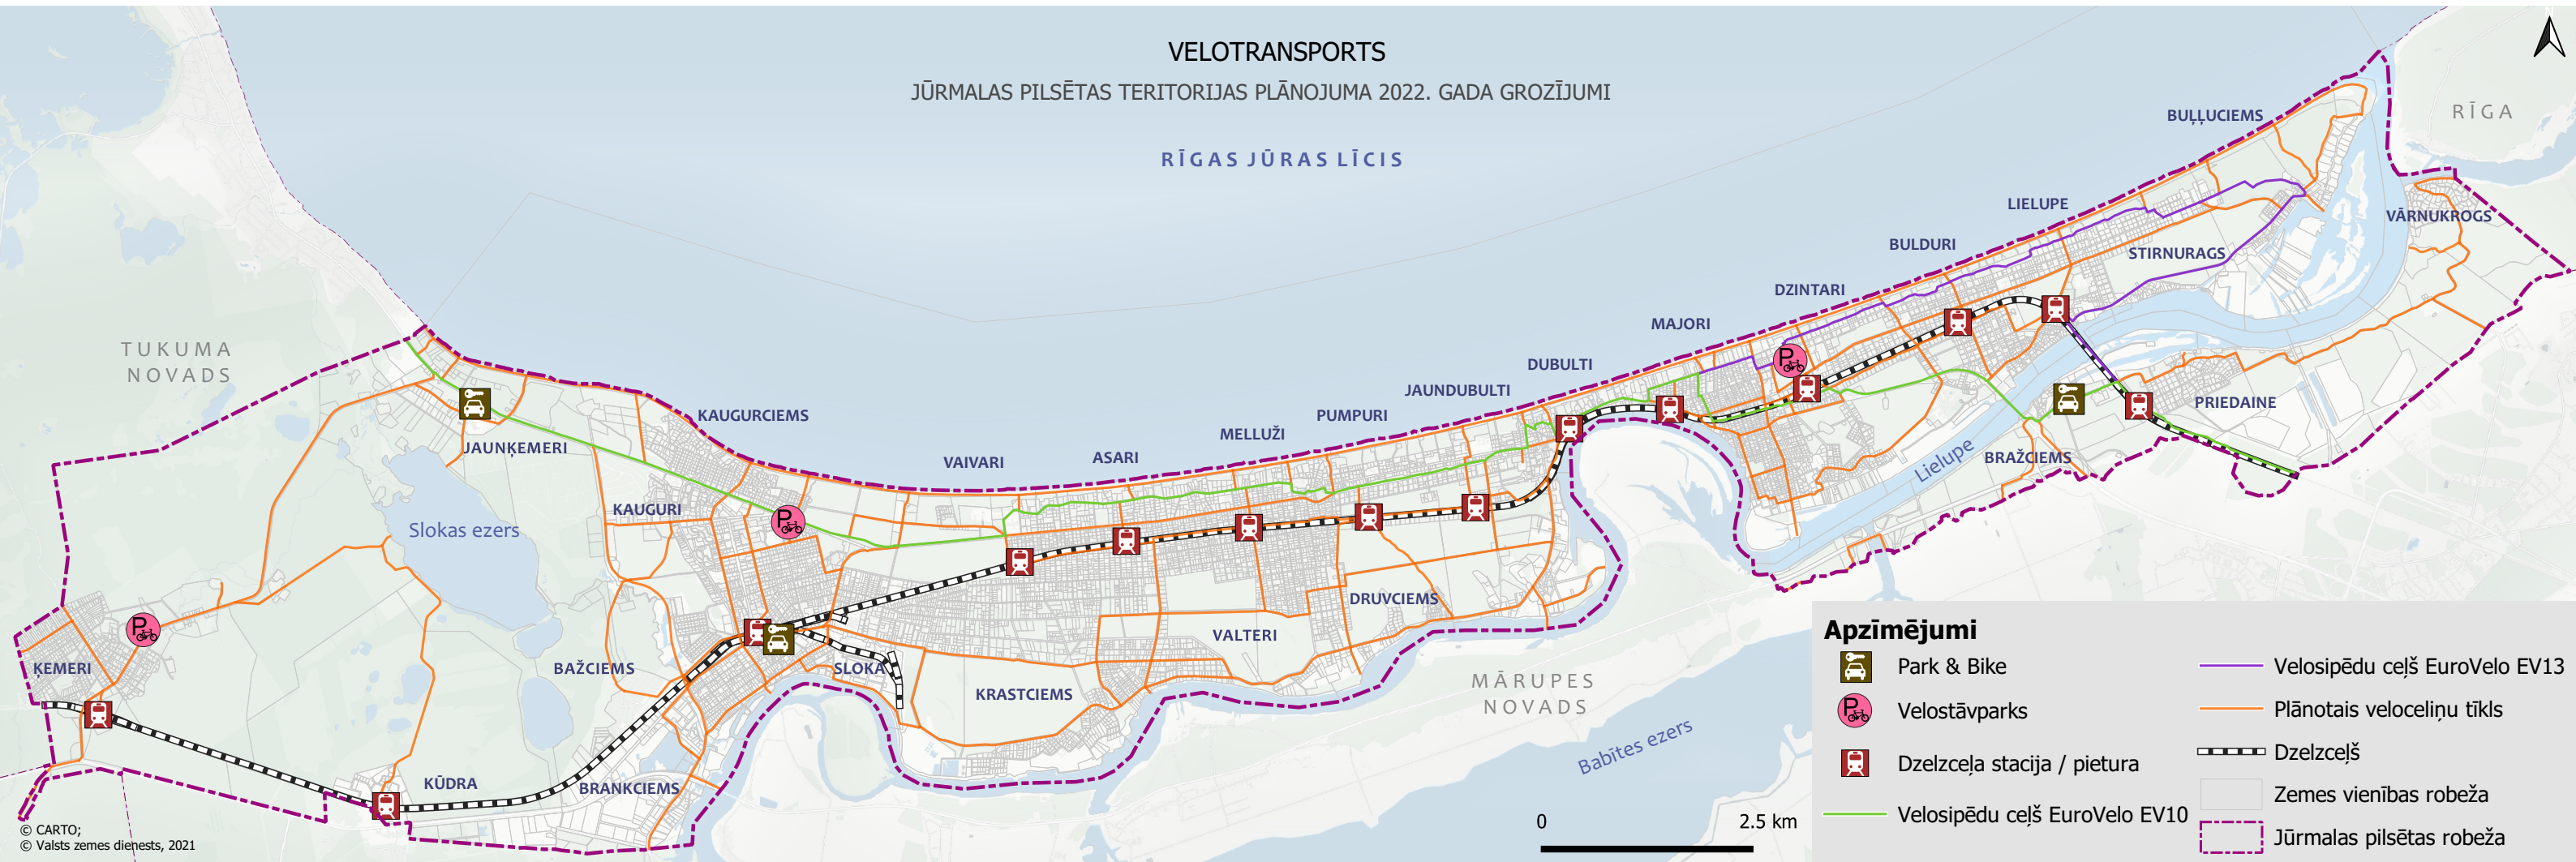 VELOTRANSPORTS
JŪRMALAS PILSĒTAS TERITORIJAS PLĀNOJUMA 2022. GADA GROZĪJUMI
RĪGAS JŪRAS LĪCIS
N
RĪGA
BUĻĻUCIEMS
VĀRNUKROGS
LIELUPE
STIRNURAGS
BULDURI
DZINTARI
MAJORI
DUBULTI
JAUNDUBULTI
PUMPURI
MELLUŽI
ASARI
VAIVARI
KAUGURCIEMS
TUKUMA
NOVADS
JAUNĶEMERI
KAUGURI
Slokas ezers
PRIEDAINE
BRAŽCIEMS
Lielupe
DRUVCIEMS
VALTERI
ĶEMERI
BAŽCIEMS
SLOKA
KRASTCIEMS
MĀRUPES
NOVADS
Babītes ezers
KŪDRA
BRANKCIEMS
© CARTO;
© Valsts zemes dienests, 2021
0 2.5 km
Apzīmējumi
Park & Bike
P
Velostāvparks
Dzelzceļa stacija / pietura
Velosipēdu ceļš EuroVelo EV10
Velosipēdu ceļš EuroVelo EV13
Plānotais veloceliņu tīkls
Dzelzceļš
Zemes vienības robeža
Jūrmalas pilsētas robeža
P
P
P